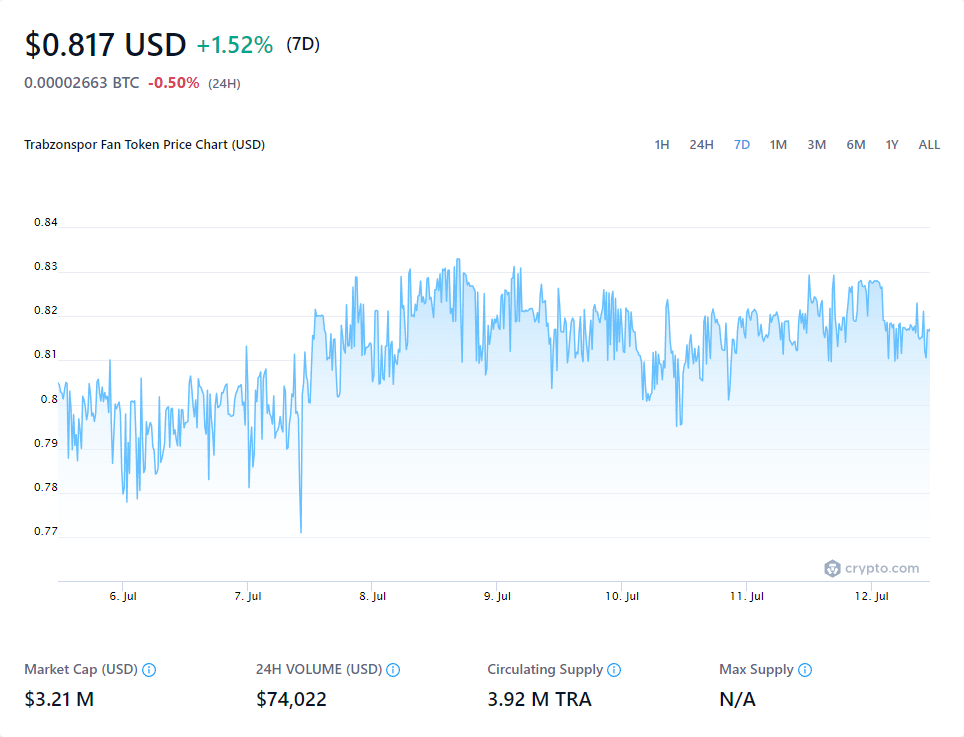 $0.817 USD +1.52% (7D)
0.00002663 BTC -0.50% (24H)
Trabzonspor Fan Token Price Chart (USD) 1H 24H 7D 1M 3M 6M 1Y ALL
0.84
0.83
0.82
0.81
0.8
0.79
0.78
0.77
crypto.com
6. Jul 7. Jul 8. Jul 9. Jul 10. Jul 11. Jul 12. Jul
Market Cap (USD) 24H VOLUME (USD) Circulating Supply Max Supply
$3.21 M $74,022 3.92 M TRA N/A